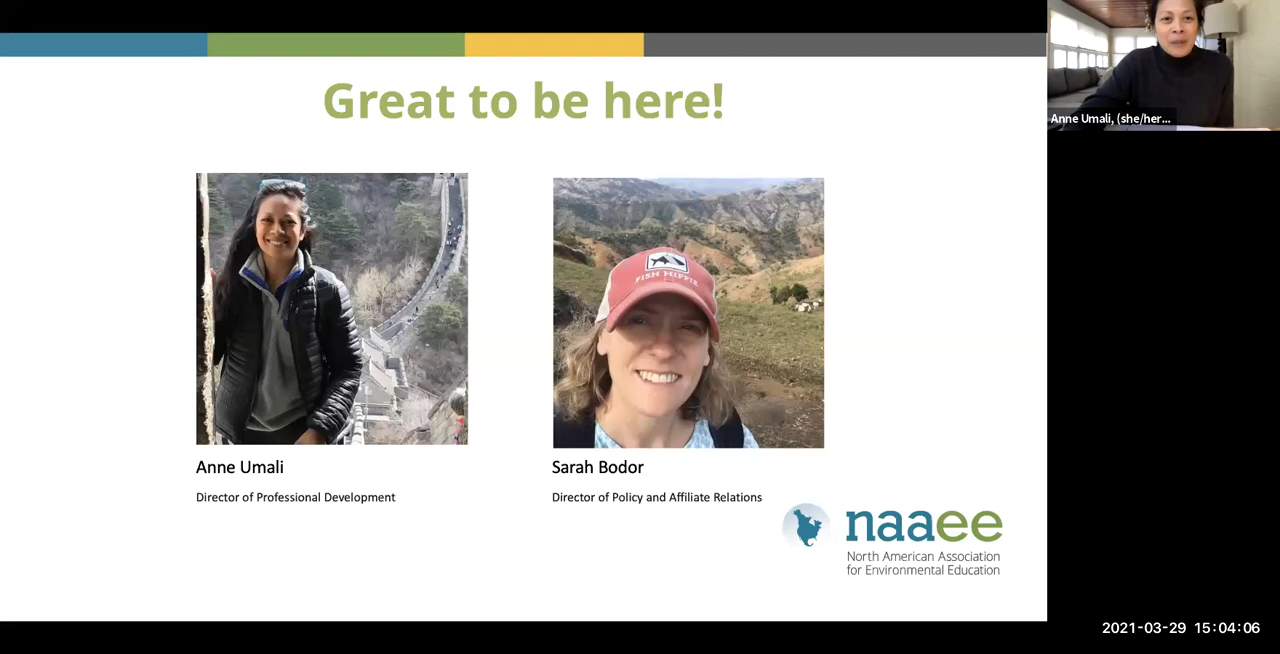 Great to be here!
Anne Umali, (she/her...
FISH HIPPIE
Anne Umali
Sarah Bodor
Director of Professional Development
Director of Policy and Affiliate Relations
naaee
North American Association
for Environmental Education
2021-03-29 15:04:06